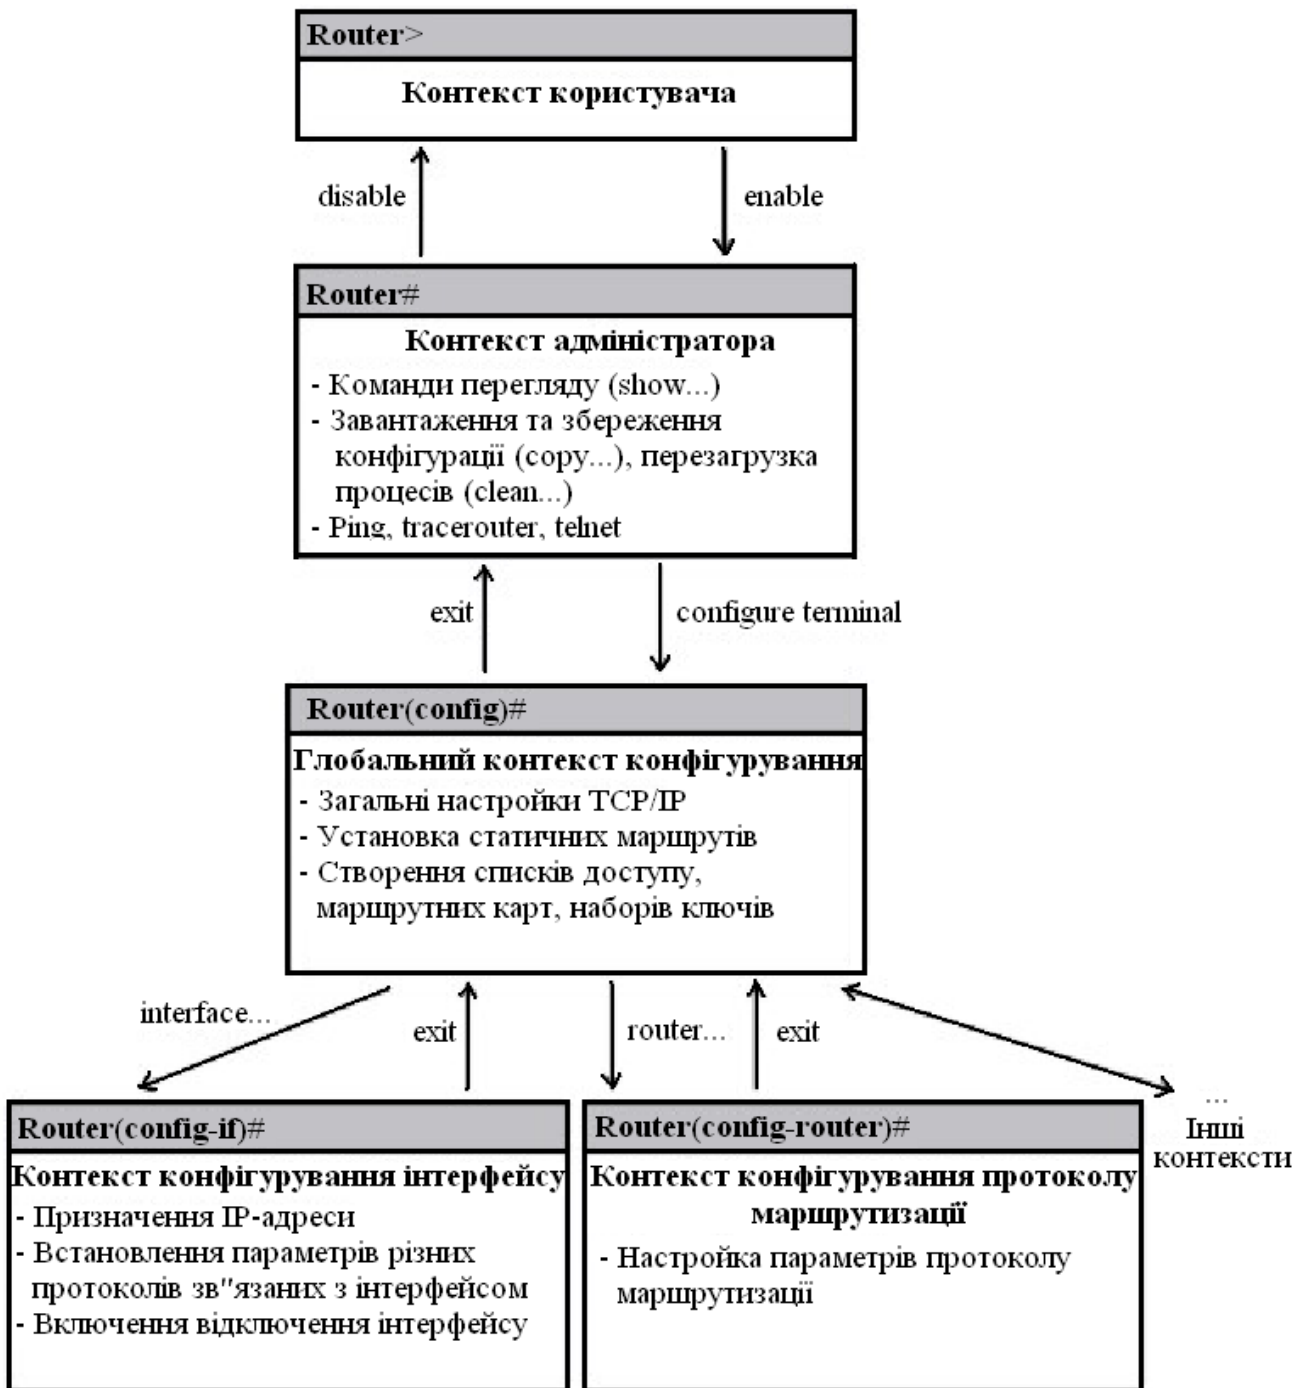 Router>
Контекст користувача
disable
enable
Router#
Контекст адміністратора
- Команди перегляду (show...)
- Завантаження та збереження
конфігурації (copy...), перезагрузка
процесів (clean...)
- Ping, tracerouter, telnet
exit
configure terminal
Router(config)#
Глобальний контекст конфігурування
- Загальні настройки TCP/IP
- Установка статичних маршрутів
- Створення списків доступу,
маршрутних карт, наборів ключів
interface...
exit
router...
exit
...
Інші
контексти
Router(config-if)#
Контекст конфігурування інтерфейсу
- Призначення IP-адреси
- Встановлення параметрів різних
протоколів зв"язаних з інтерфейсом
- Включення відключення інтерфейсу
Router(config-router)#
Контекст конфігурування протоколу
маршрутизації
- Настройка параметрів протоколу
маршрутизації